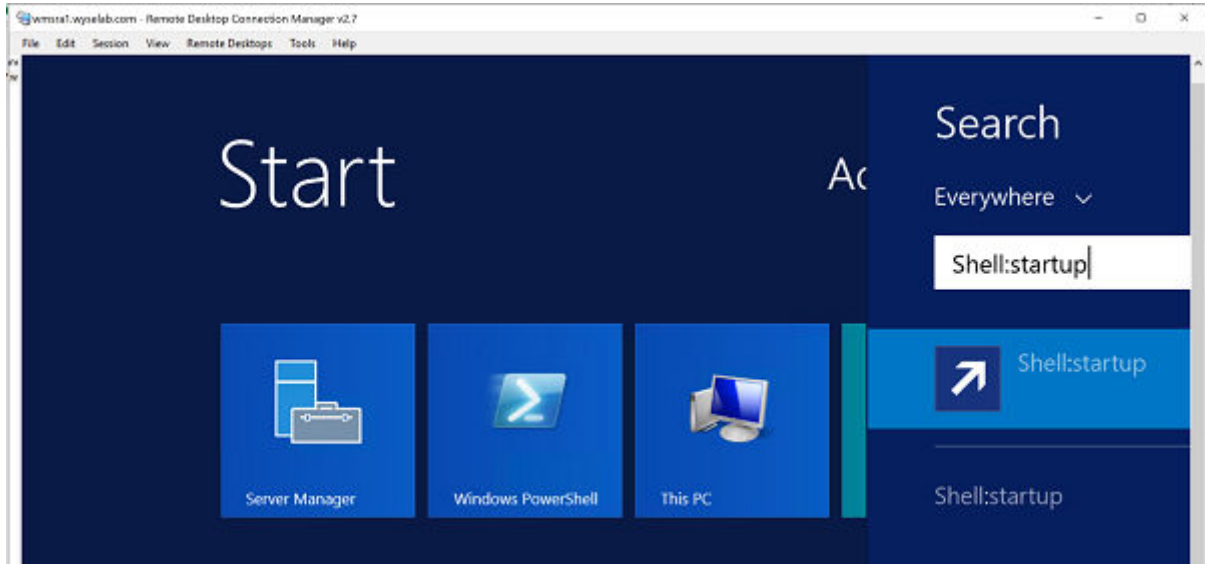 wmsra1.wyselab.com - Remote Desktop Connection Manager v2.7
File Edit Session View Remote Desktops Tools Help
Start
Ac
Search
Everywhere
Shell:startup
Shell:startup
Server Manager
Windows PowerShell
This PC
Shell:startup